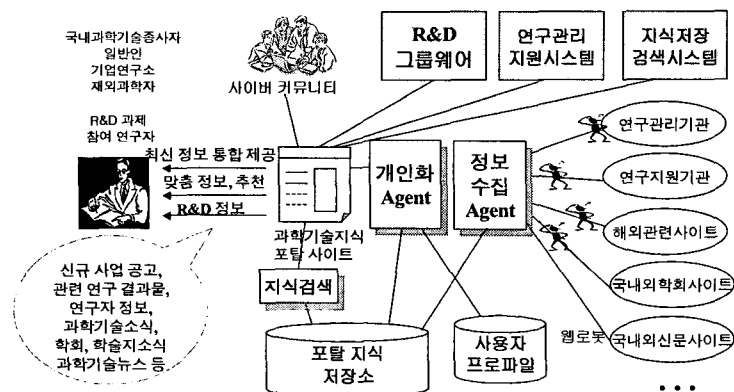 국내과학기술종사자
일반인
기업연구소
재외과학자
사이버 커뮤니티
R&D
그룹웨어
연구관리
지원시스템
지식저장
검색시스템
R&D 과제
참여 연구자
최신 정보 통합 제공
맞춤 정보, 추천
R&D 정보
과학기술지식
포탈 사이트
개인화
Agent
정보
수집
Agent
연구관리기관
연구지원기관
해외관련사이트
국내외학회사이트
국내외신문사이트
웹로봇
지식검색
포탈 지식
저장소
사용자
프로파일
신규 사업 공고,
관련 연구 결과물,
연구자 정보,
과학기술소식,
학회, 학술지소식
과학기술뉴스 등
• • •